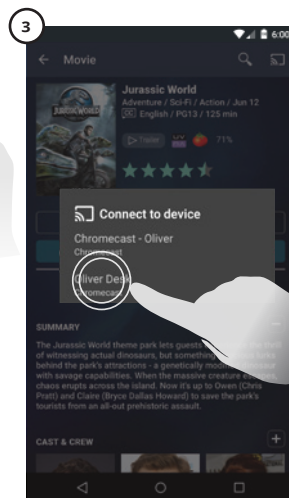 3
6:00
Movie
Jurassic World
JURASSIC WORLD
Adventure / Sci-Fi / Action / Jun 12
CC English / PG13 / 125 min
Trailer 71%
Connect to device
Chromecast - Oliver
Chromecast
Oliver Desk
Chromecast
SUMMARY
The Jurassic World theme park lets guests
of witnessing actual dinosaurs, but something
behind the park's attractions - a genetically
with savage capabilities. When the massive creature escapes,
chaos erupts across the island. Now it's up to Owen (Chris
Pratt) and Claire (Bryce Dallas Howard) to save the park's
tourists from an all-out prehistoric assault.
CAST & CREW